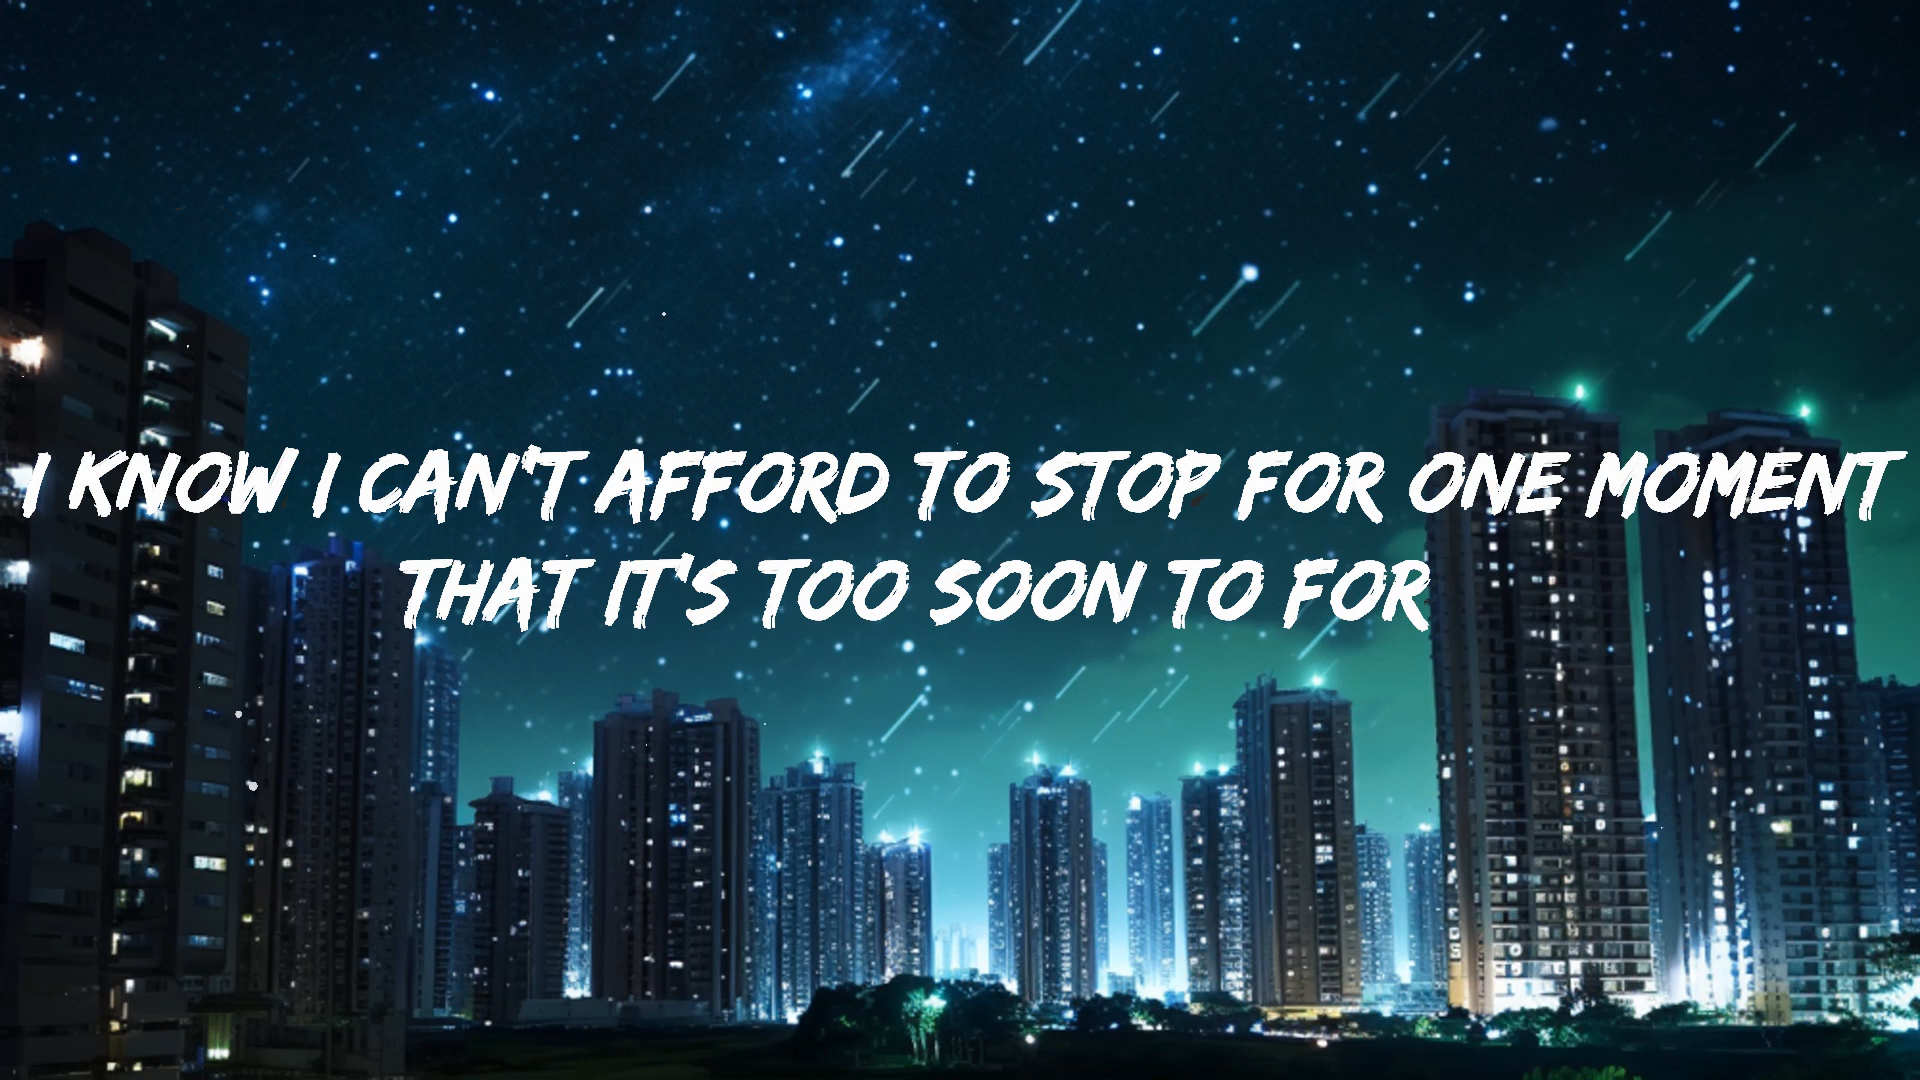 I KNOW I CAN'T AFFORD TO STOP FOR ONE MOMENT
THAT IT'S TOO SOON TO FOR